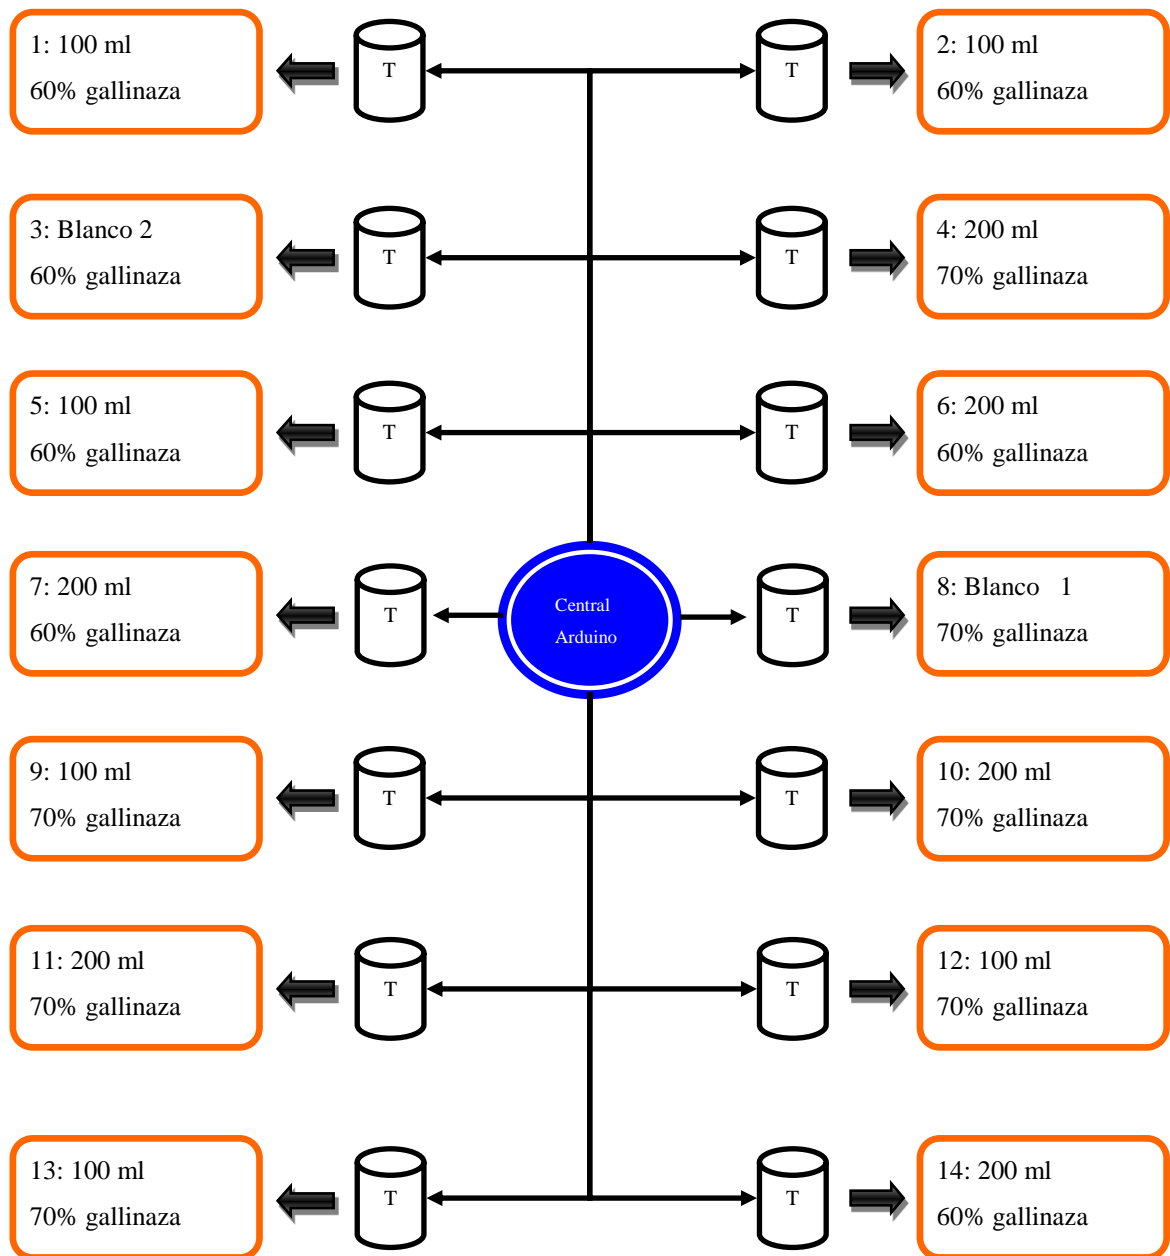 1: 100 ml
60% gallinaza
T
T
2: 100 ml
60% gallinaza
3: Blanco 2
60% gallinaza
T
T
4: 200 ml
70% gallinaza
5: 100 ml
60% gallinaza
T
T
6: 200 ml
60% gallinaza
7: 200 ml
60% gallinaza
T
Central
Arduino
T
8: Blanco 1
70% gallinaza
9: 100 ml
70% gallinaza
T
T
10: 200 ml
70% gallinaza
11: 200 ml
70% gallinaza
T
T
12: 100 ml
70% gallinaza
13: 100 ml
70% gallinaza
T
T
14: 200 ml
60% gallinaza